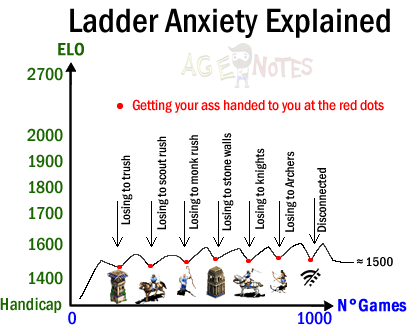 Ladder Anxiety Explained
ELO
AGE NOTES
2700
Getting your ass handed to you at the red dots
2000
1900
1800
1700
1600
1400
Handicap
Losing to trush
Losing to scout rush
Losing to monk rush
Losing to stone walls
Losing to knights
Losing to Archers
Disconnected
≈ 1500
0
1000
N°Games